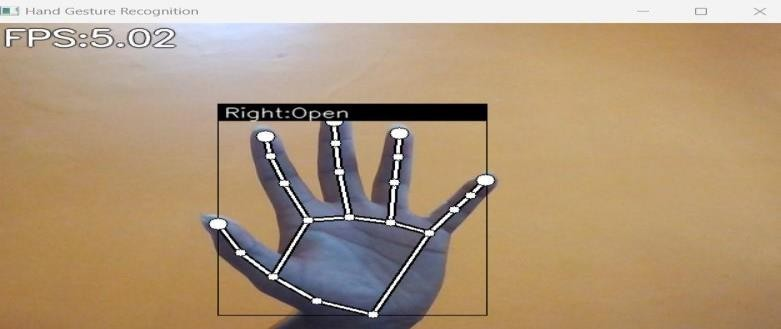 Hand Gesture Recognition
FPS:5.02
Right:Open